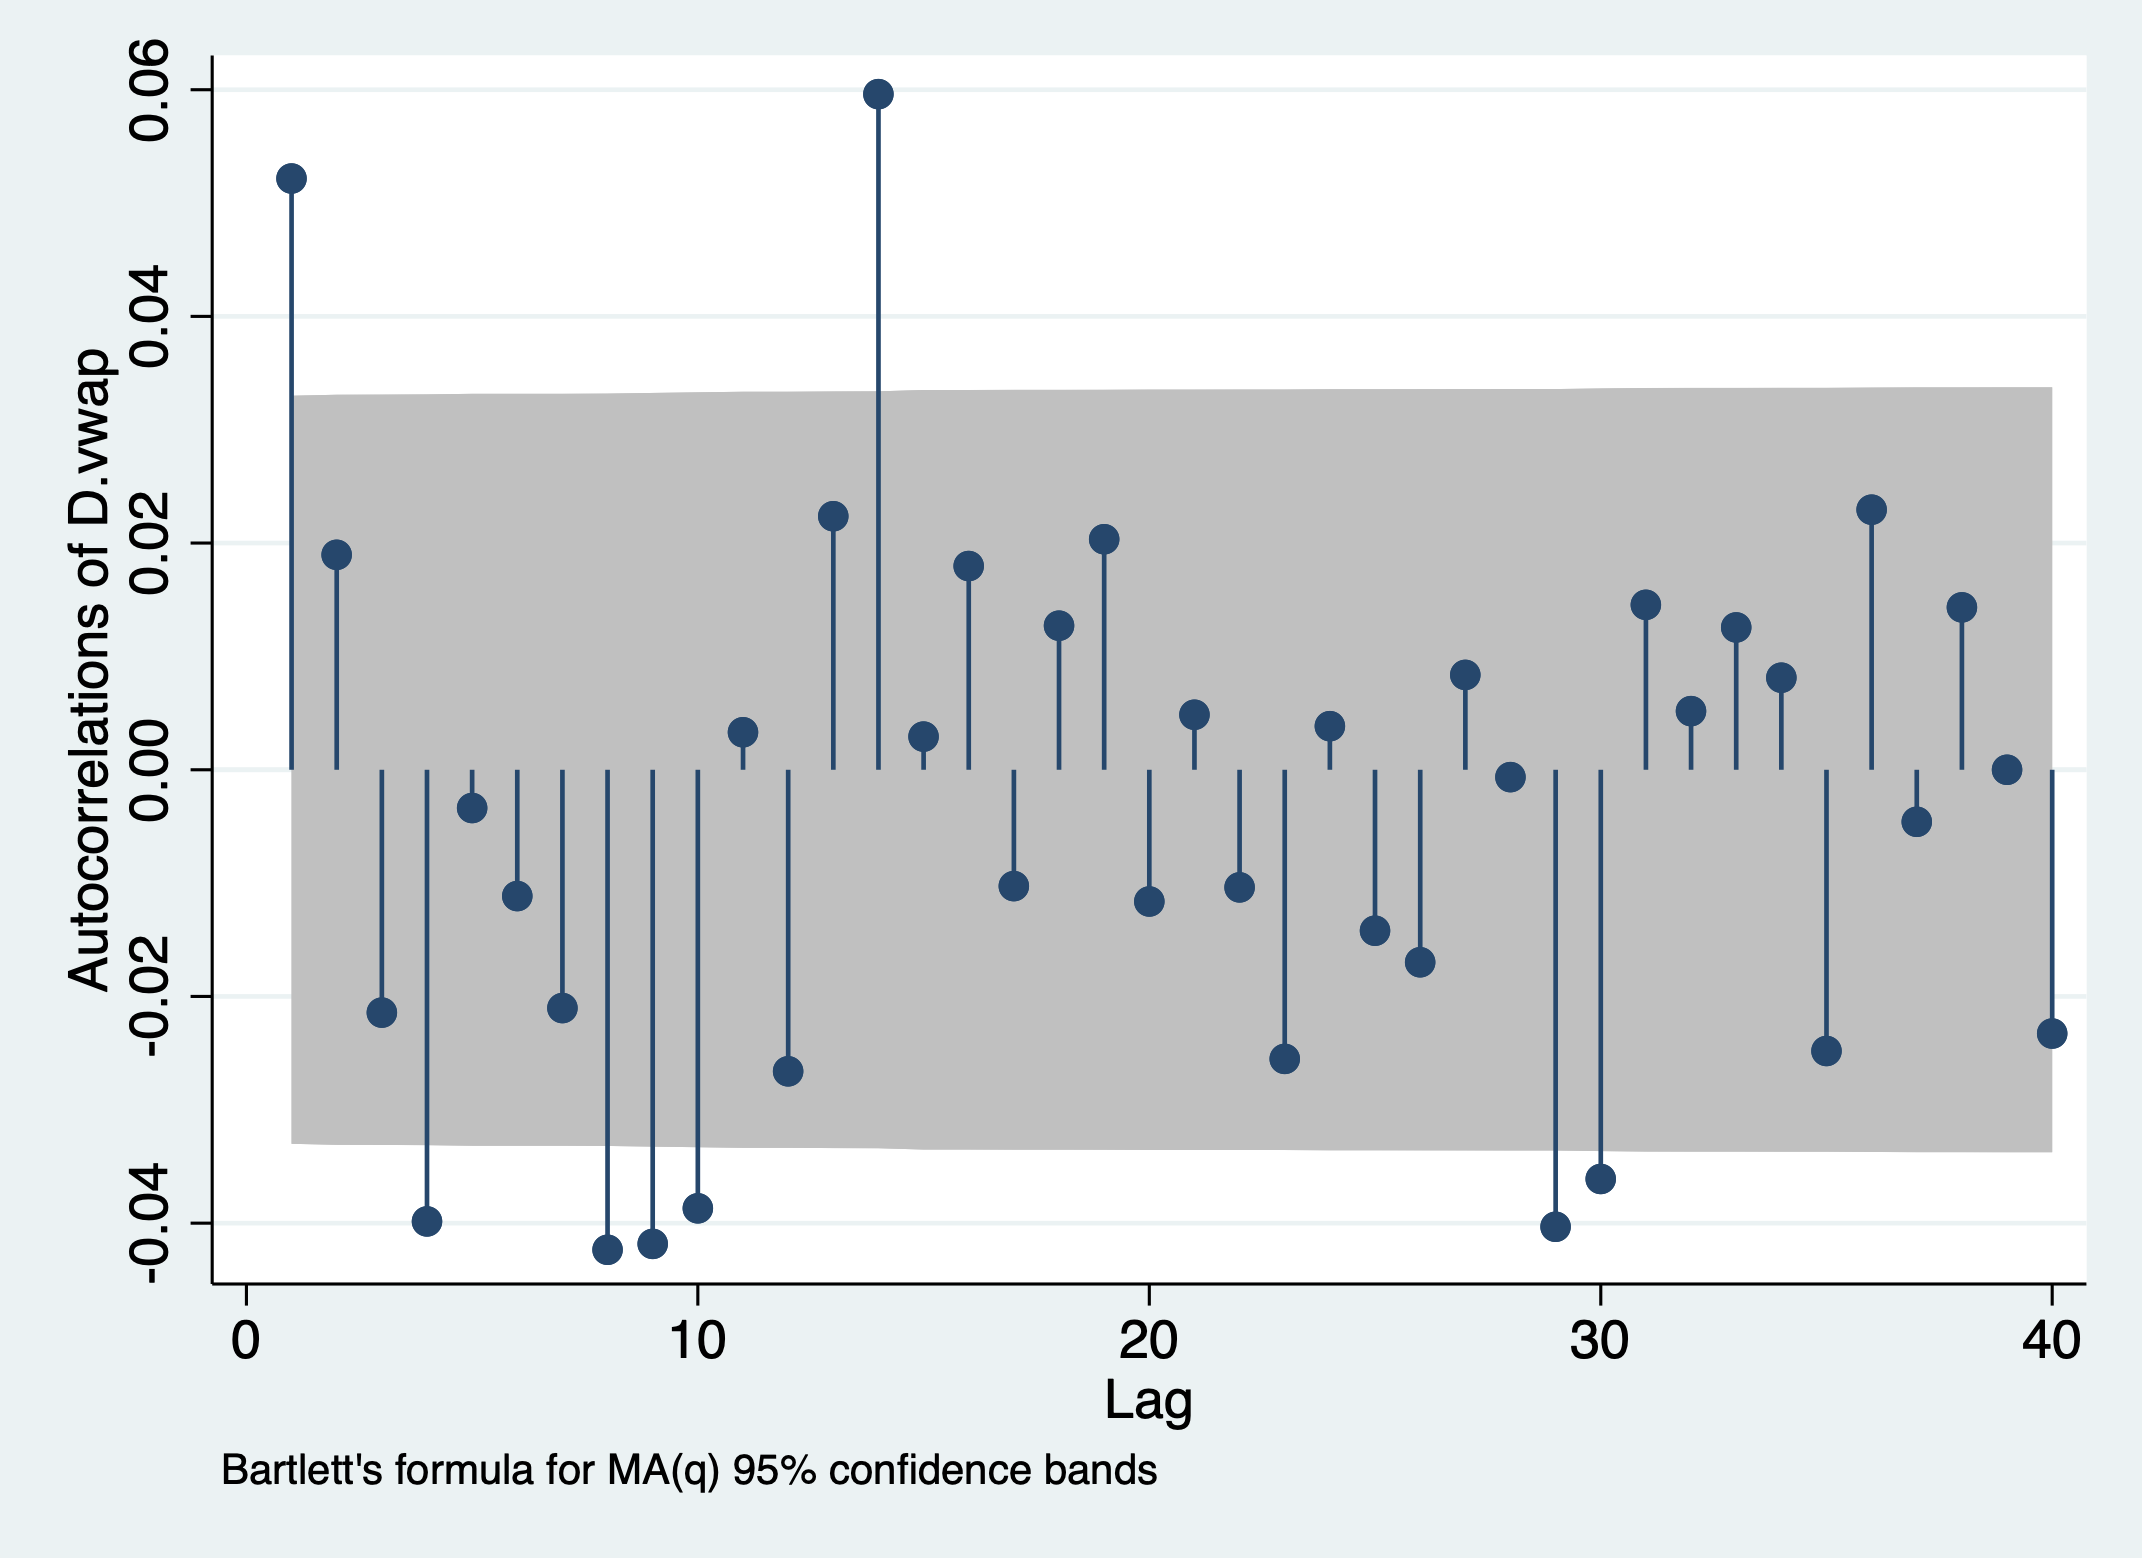 Autocorrelations of D.vwap
0.06
0.04
0.02
0.00
-0.02
-0.04
0 10 20 30 40
Lag
Bartlett's formula for MA(q) 95% confidence bands